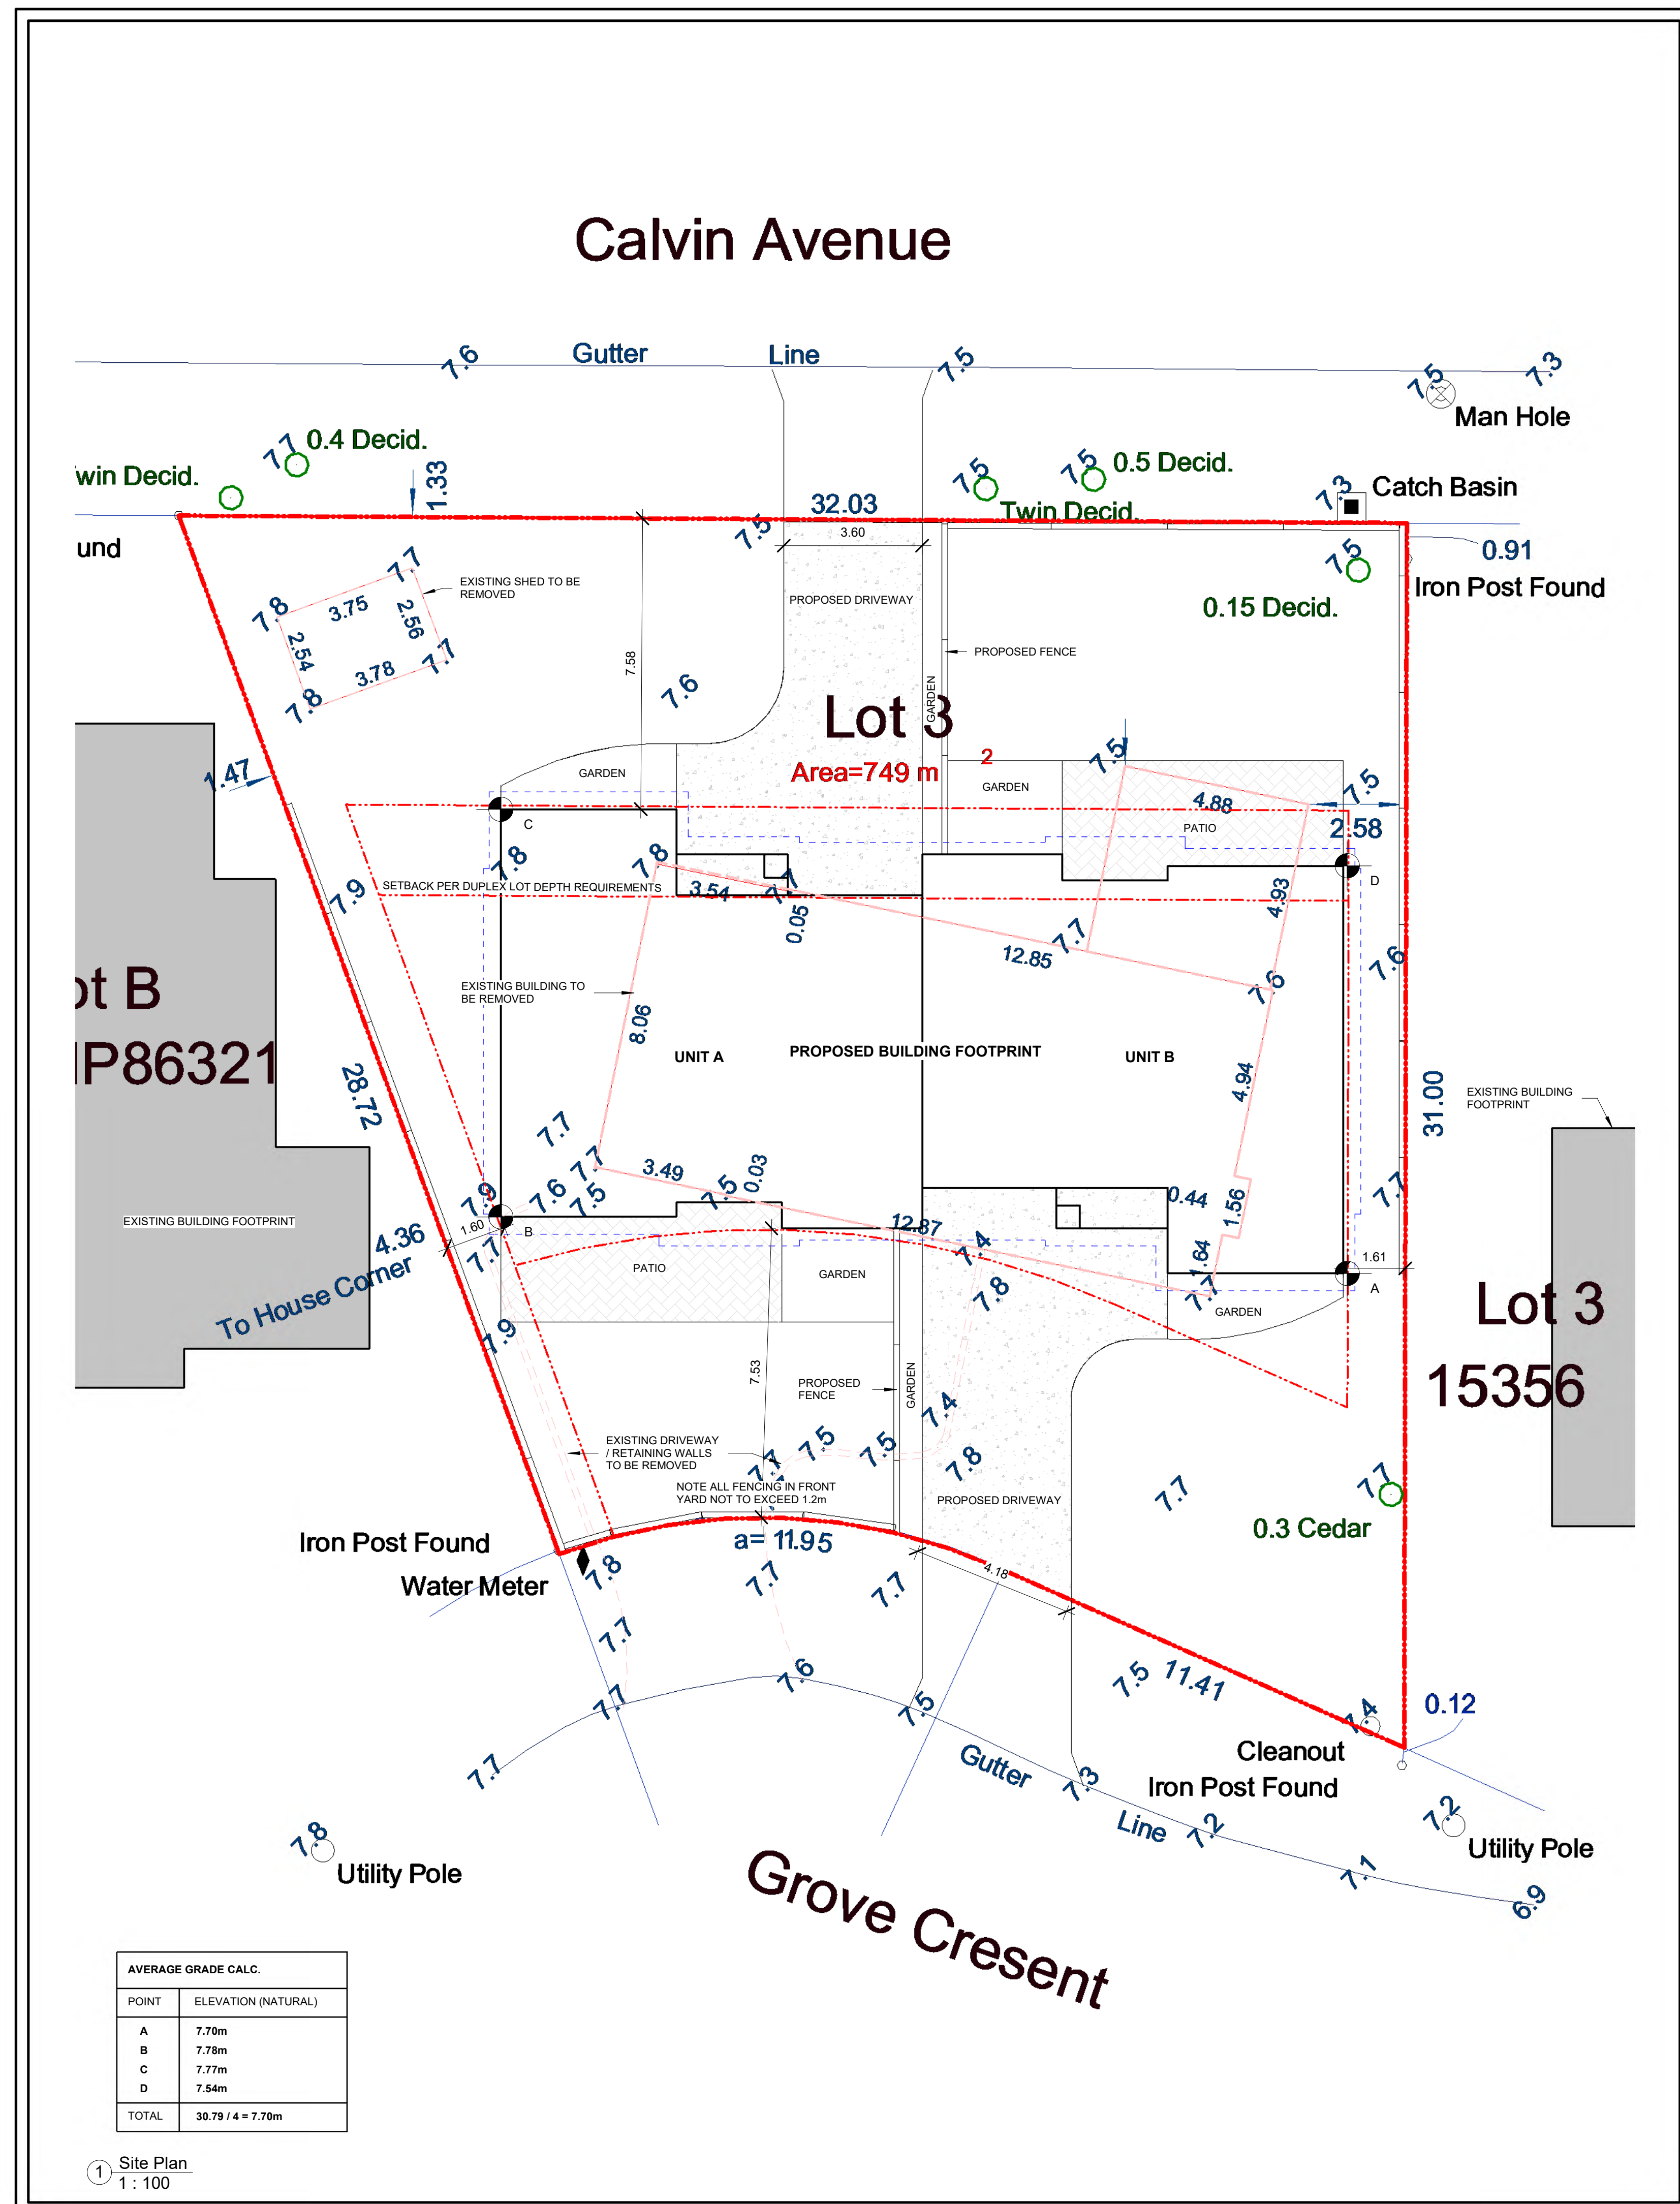 Calvin Avenue
7.6
Gutter
Line
7.5
7.5
7.3
Man Hole
7.7
0.4 Decid.
win Decid.
1.33
32.03
7.5
Twin Decid.
7.5
0.5 Decid.
7.3
Catch Basin
und
7.5
3.60
7.5
0.91
Iron Post Found
0.15 Decid.
7.7
EXISTING SHED TO BE
REMOVED
7.8
3.75
2.56
2.54
3.78
7.7
7.8
PROPOSED DRIVEWAY
PROPOSED FENCE
7.58
7.6
GARDEN
Lot 3
Area=749 m
2
1.47
GARDEN
GARDEN
7.5
7.5
4.88
PATIO
2.58
C
7.8
7.8
D
SETBACK PER DUPLEX LOT DEPTH REQUIREMENTS
3.54
7.7
0.05
7.9
4.93
7.7
12.85
7.6
7.6
ot B
EXISTING BUILDING TO
BE REMOVED
8.06
UNIT A
PROPOSED BUILDING FOOTPRINT
UNIT B
IP86321
28.72
4.94
31.00
EXISTING BUILDING
FOOTPRINT
7.7
7.7
3.49
0.03
7.5
7.9
7.6
7.5
0.44
1.56
7.7
EXISTING BUILDING FOOTPRINT
1.60
B
12.87
4.36
To House Corner
7.7
7.4
1.64
7.7
1.61
A
PATIO
GARDEN
7.8
GARDEN
Lot 3
15356
7.9
7.53
PROPOSED
FENCE
GARDEN
7.4
EXISTING DRIVEWAY
/ RETAINING WALLS
TO BE REMOVED
7.5
7.5
7.7
7.8
NOTE ALL FENCING IN FRONT
YARD NOT TO EXCEED 1.2m
PROPOSED DRIVEWAY
7.7
7.7
0.3 Cedar
Iron Post Found
a= 11.95
Water Meter
7.8
7.7
7.7
4.18
7.7
7.6
7.7
7.5
7.5
11.41
7.4
0.12
Cleanout
Iron Post Found
7.7
Gutter
7.3
Line
7.2
7.2
Utility Pole
7.8
Utility Pole
7.1
6.9
Grove Cresent
AVERAGE GRADE CALC.
POINT ELEVATION (NATURAL)
A 7.70m
B 7.78m
C 7.77m
D 7.54m
TOTAL 30.79 / 4 = 7.70m
1 Site Plan
1 : 100